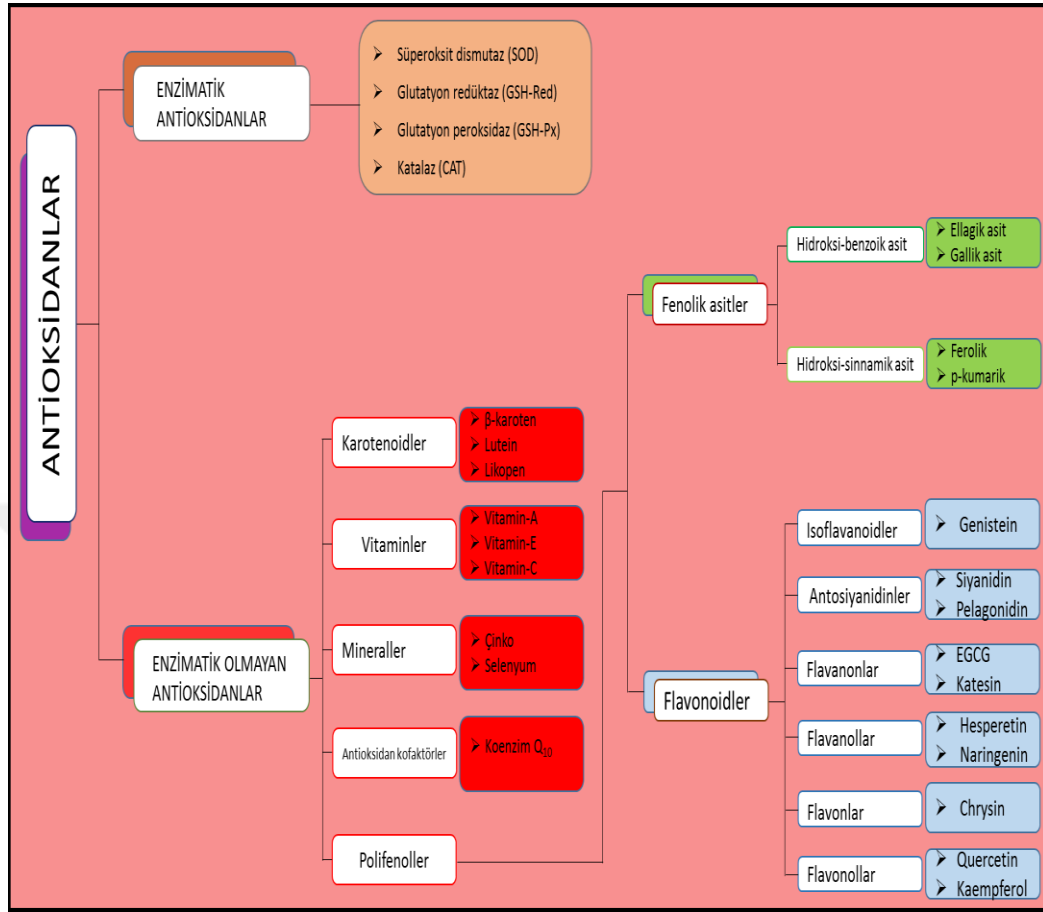 ANTİOKSİDANLAR
ENZİMATİK
ANTİOKSİDANLAR
➢ Süperoksit dismutaz (SOD)
➢ Glutatyon redüktaz (GSH-Red)
➢ Glutatyon peroksidaz (GSH-Px)
➢ Katalaz (CAT)
ENZİMATİK OLMAYAN
ANTİOKSİDANLAR
Karotenoidler
➢ β-karoten
➢ Lutein
➢ Likopen
Vitaminler
➢ Vitamin-A
➢ Vitamin-E
➢ Vitamin-C
Mineraller
➢ Çinko
➢ Selenyum
Antioksidan kofaktörler
➢ Koenzim Q₁₀
Polifenoller
Fenolik asitler
Hidroksi-benzoik asit
➢ Ellagik asit
➢ Gallik asit
Hidroksi-sinnamik asit
➢ Ferolik
➢ p-kumarik
Flavonoidler
Isoflavanoidler
➢ Genistein
Antosiyanidinler
➢ Siyanidin
➢ Pelagonidin
Flavanonlar
➢ EGCG
➢ Katesin
Flavanollar
➢ Hesperetin
➢ Naringenin
Flavonlar
➢ Chrysin
Flavonollar
➢ Quercetin
➢ Kaempferol